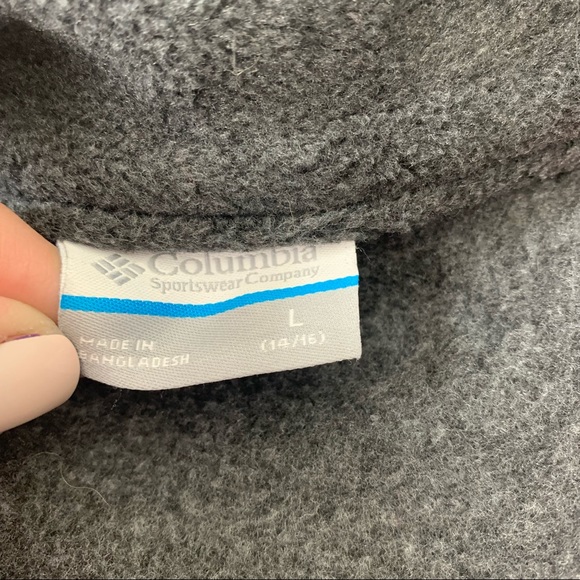 Columbia
Sportswear Company
L
(14/16)
MADE IN
BANGLADESH